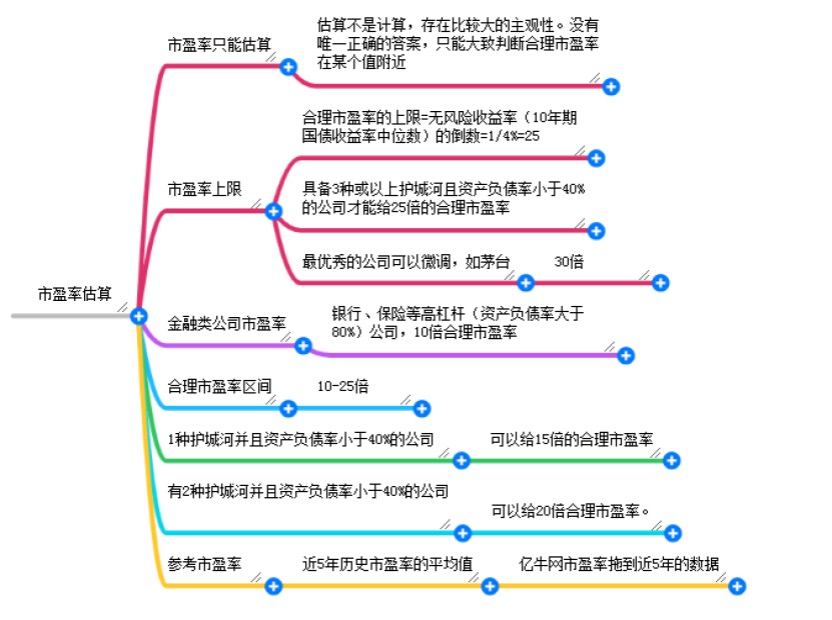 市盈率估算
市盈率只能估算
估算不是计算，存在比较大的主观性。没有
唯一正确的答案，只能大致判断合理市盈率
在某个值附近
市盈率上限
合理市盈率的上限=无风险收益率（10年期
国债收益率中位数）的倒数=1/4%=25
具备3种或以上护城河且资产负债率小于40%
的公司才能给25倍的合理市盈率
最优秀的公司可以微调，如茅台
30倍
金融类公司市盈率
银行、保险等高杠杆（资产负债率大于
80%）公司，10倍合理市盈率
合理市盈率区间
10-25倍
1种护城河并且资产负债率小于40%的公司
可以给15倍的合理市盈率
有2种护城河并且资产负债率小于40%的公司
可以给20倍合理市盈率。
参考市盈率
近5年历史市盈率的平均值
亿牛网市盈率拖到近5年的数据